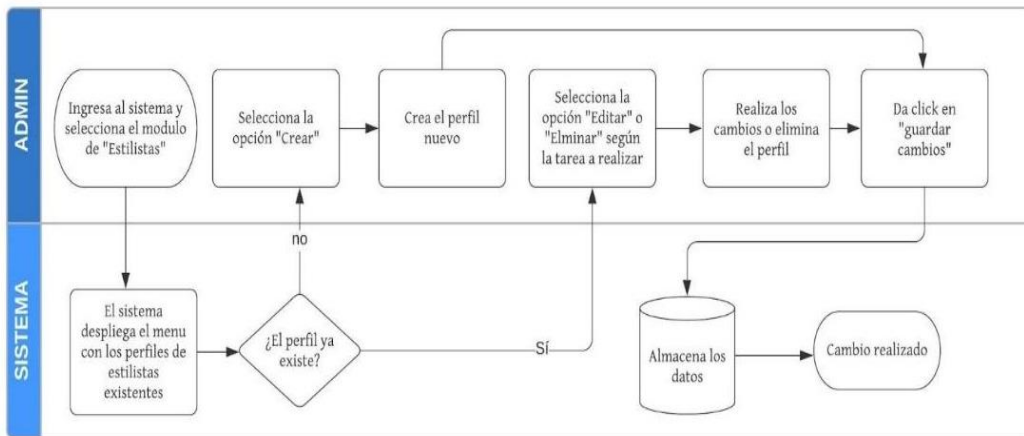 ADMIN
Ingresa al sistema y
selecciona el modulo
de "Estilistas"
Selecciona la
opción "Crear"
Crea el perfil
nuevo
Selecciona la
opción "Editar" o
"Elminar" según
la tarea a realizar
Realiza los
cambios o elimina
el perfil
Da click en
"guardar
cambios"
no
SISTEMA
El sistema
despliega el menu
con los perfiles de
estilistas
existentes
¿El perfil ya
existe?
Sí
Almacena los
datos
Cambio realizado